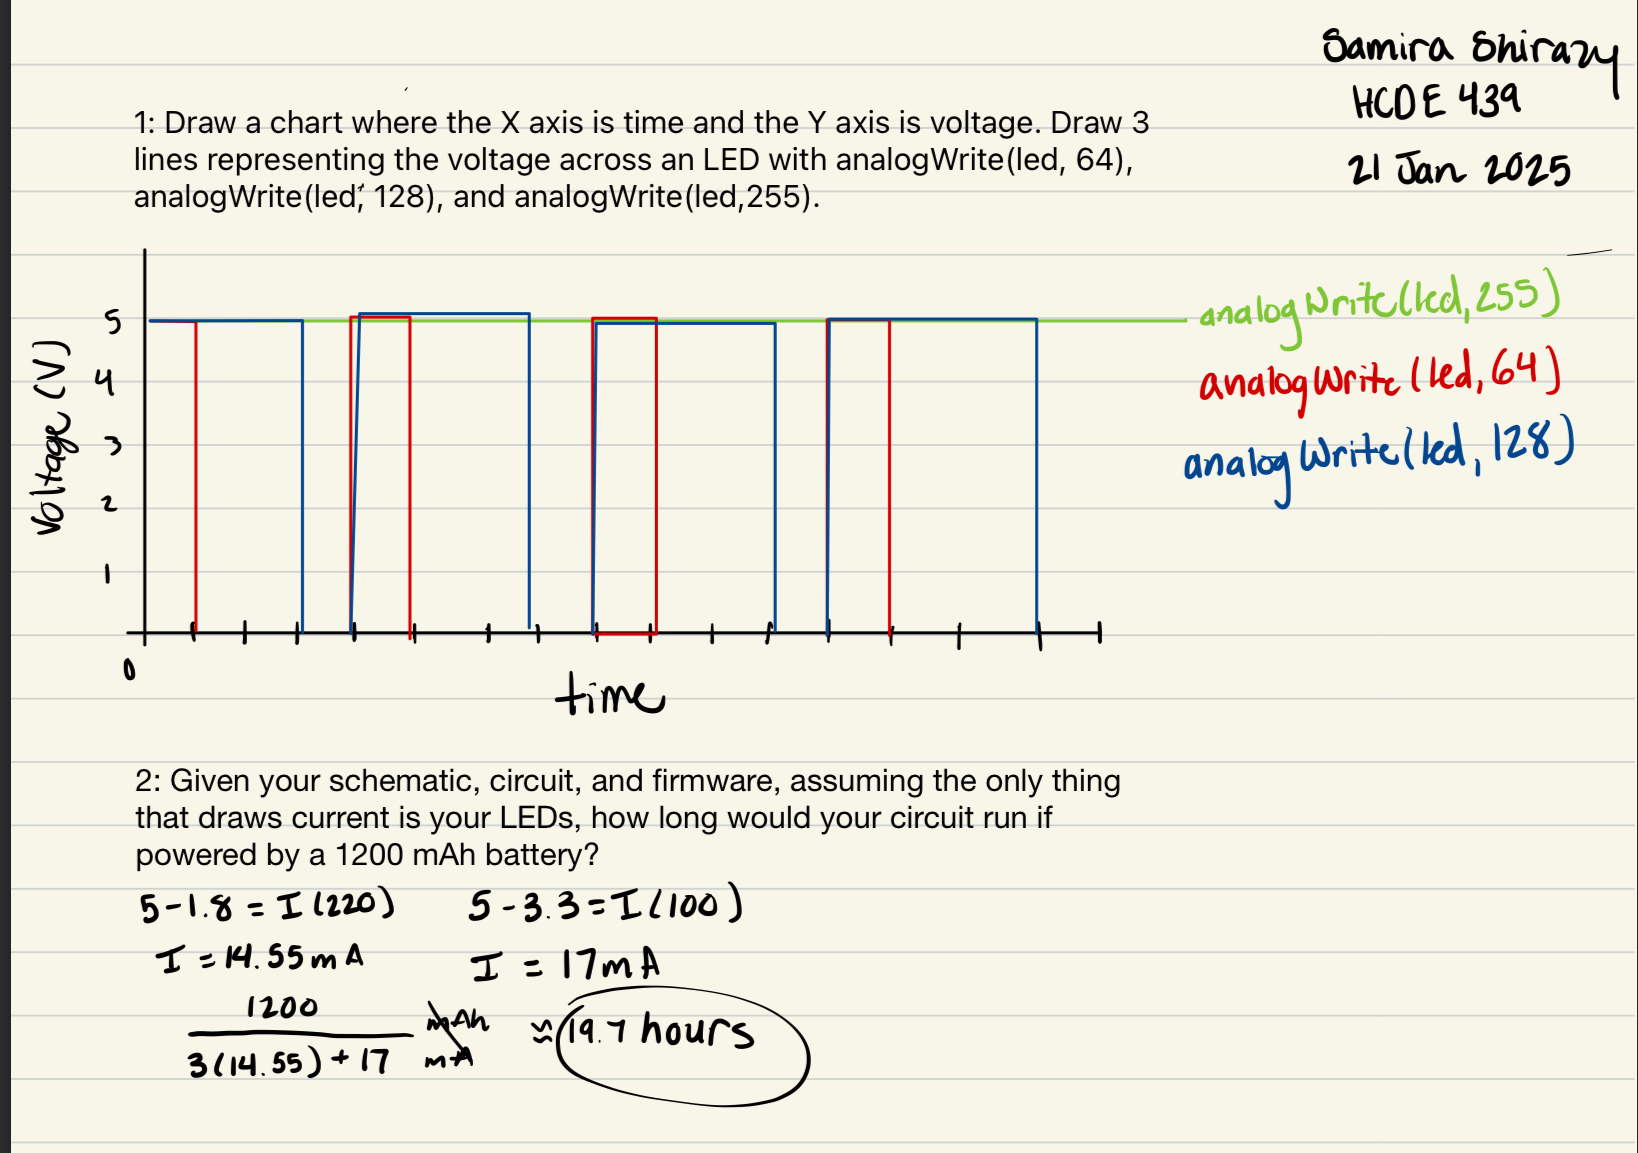 Samira Shirazy
HCDE 439
21 Jan 2025
1: Draw a chart where the X axis is time and the Y axis is voltage. Draw 3
lines representing the voltage across an LED with analogWrite(led, 64),
analogWrite(led, 128), and analogWrite(led,255).
analogWrite(led,255)
analogWrite(led,64)
analogWrite(led,128)
Voltage (V)
5
4
3
2
1
0
time
2: Given your schematic, circuit, and firmware, assuming the only thing
that draws current is your LEDs, how long would your circuit run if
powered by a 1200 mAh battery?
5-1.8 = I(220)
5-3.3=I(100)
I = 14.55mA
I = 17mA
1200 mAh
3(14.55)+17 mA
≈ 19.7 hours